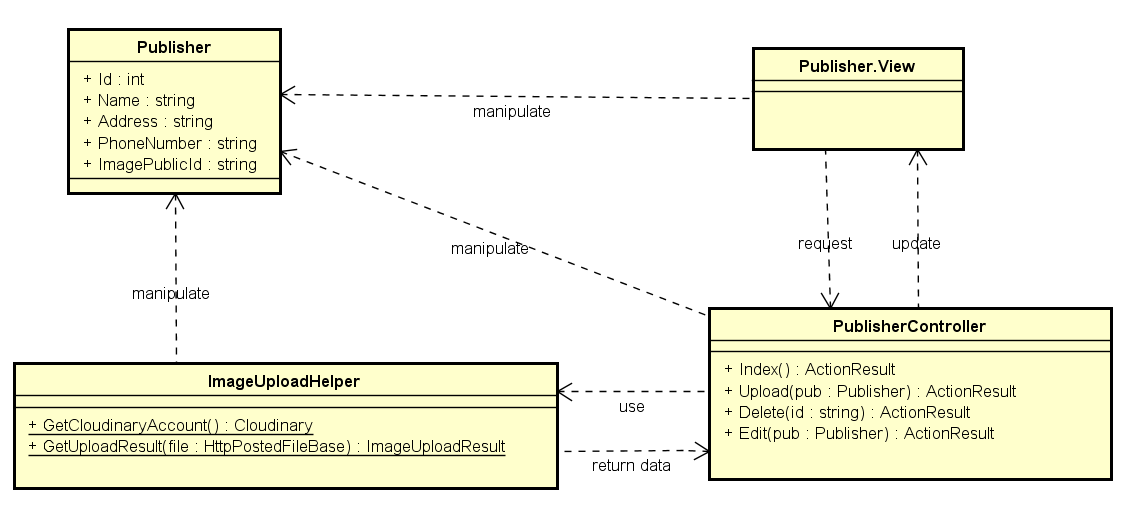 Publisher
+ Id : int
+ Name : string
+ Address : string
+ PhoneNumber : string
+ ImagePublicId : string
Publisher.View
manipulate
manipulate
request
update
manipulate
PublisherController
+ Index() : ActionResult
+ Upload(pub : Publisher) : ActionResult
+ Delete(id : string) : ActionResult
+ Edit(pub : Publisher) : ActionResult
ImageUploadHelper
+ GetCloudinaryAccount() : Cloudinary
+ GetUploadResult(file : HttpPostedFileBase) : ImageUploadResult
use
return data